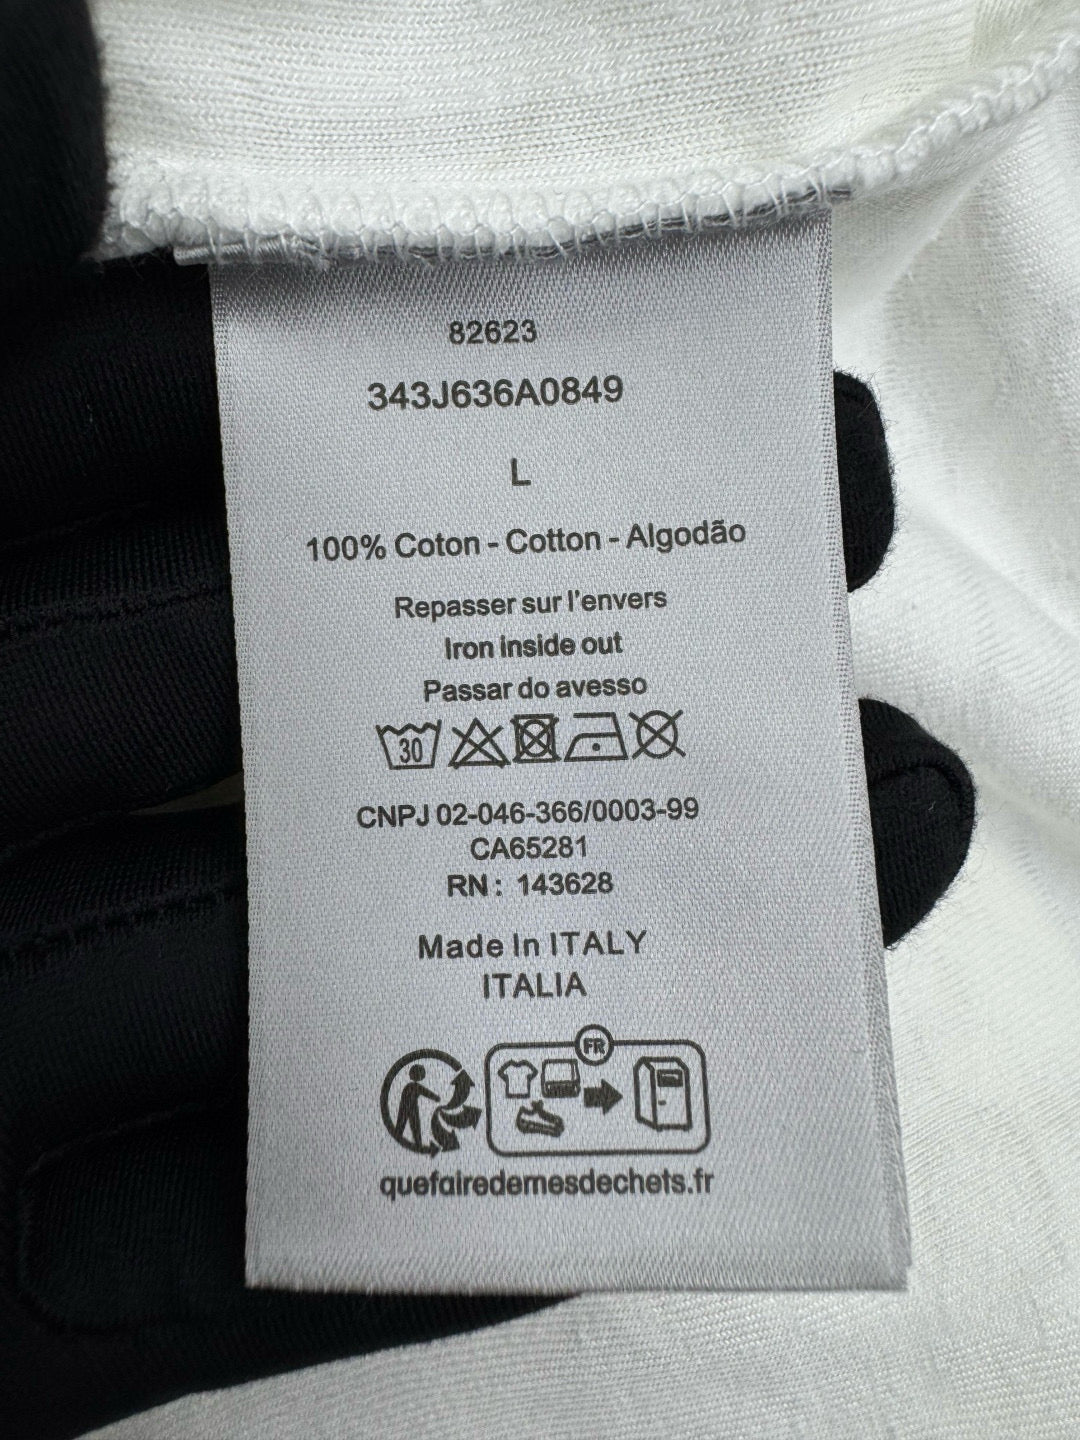 82623
343J636A0849
L
100% Coton - Cotton - Algodão
Repasser sur l'envers
Iron inside out
Passar do avesso
30
CNPJ 02-046-366/0003-99
CA65281
RN : 143628
Made In ITALY
ITALIA
FR
quefairedemesdechets.fr